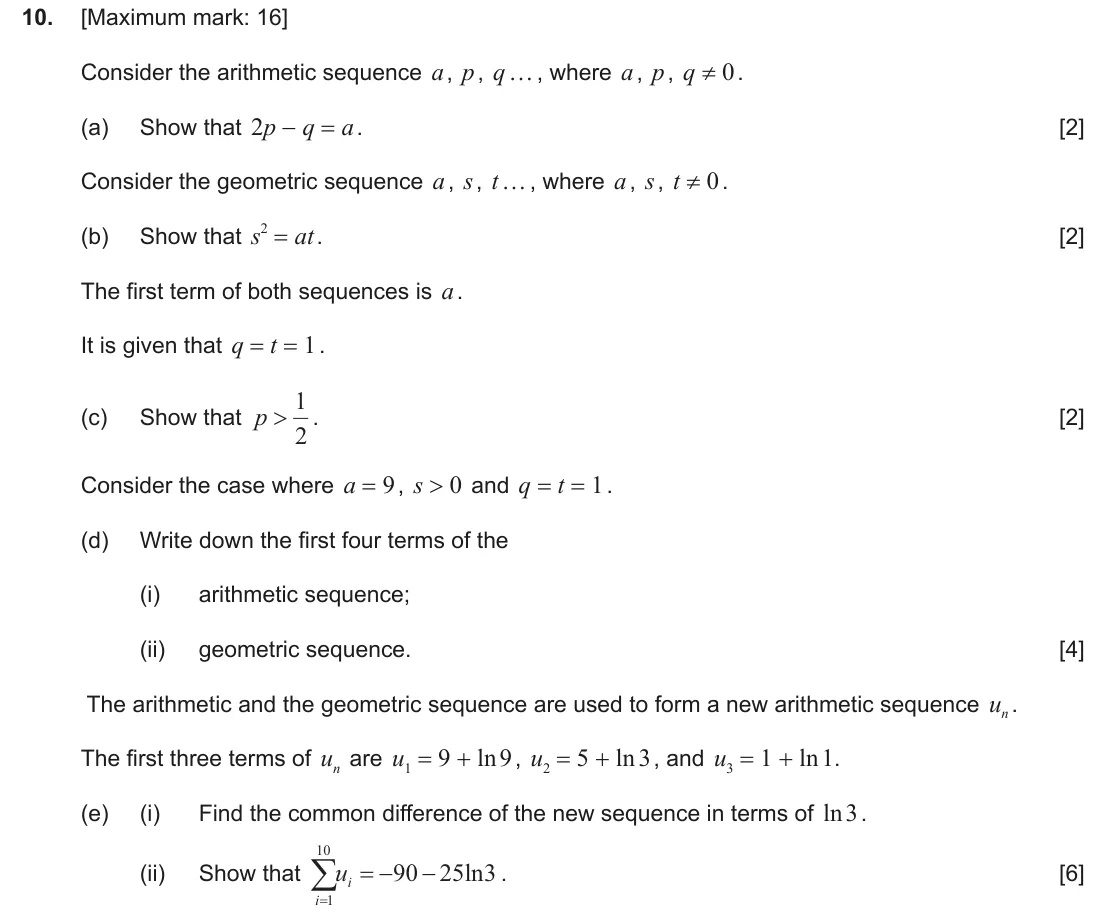 10. [Maximum mark: 16]
Consider the arithmetic sequence a, p, q…, where a, p, q ≠ 0.
(a) Show that 2p − q = a. [2]
Consider the geometric sequence a, s, t…, where a, s, t ≠ 0.
(b) Show that s² = at. [2]
The first term of both sequences is a.
It is given that q = t = 1.
(c) Show that p > 1/2. [2]
Consider the case where a = 9, s > 0 and q = t = 1.
(d) Write down the first four terms of the
(i) arithmetic sequence;
(ii) geometric sequence. [4]
The arithmetic and the geometric sequence are used to form a new arithmetic sequence uₙ.
The first three terms of uₙ are u₁ = 9 + ln 9, u₂ = 5 + ln 3, and u₃ = 1 + ln 1.
(e) (i) Find the common difference of the new sequence in terms of ln 3.
(ii) Show that ∑_{i=1}^{10} uᵢ = −90 − 25ln 3. [6]